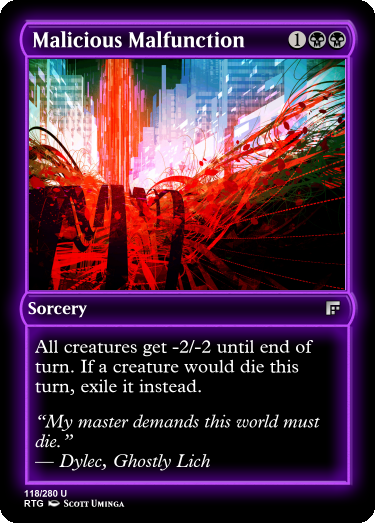 Malicious Malfunction 1
Sorcery
All creatures get -2/-2 until end of
turn. If a creature would die this
turn, exile it instead.
“My master demands this world must
die.”
— Dylec, Ghostly Lich
118/280 U
RTG Scott Uminga